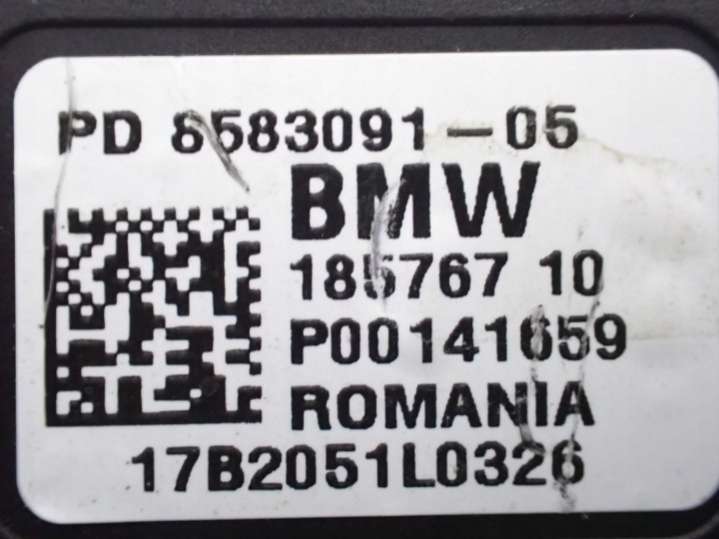 PD 8583091-05
BMW
185767 10
P00141659
ROMANIA
17B2051L0326